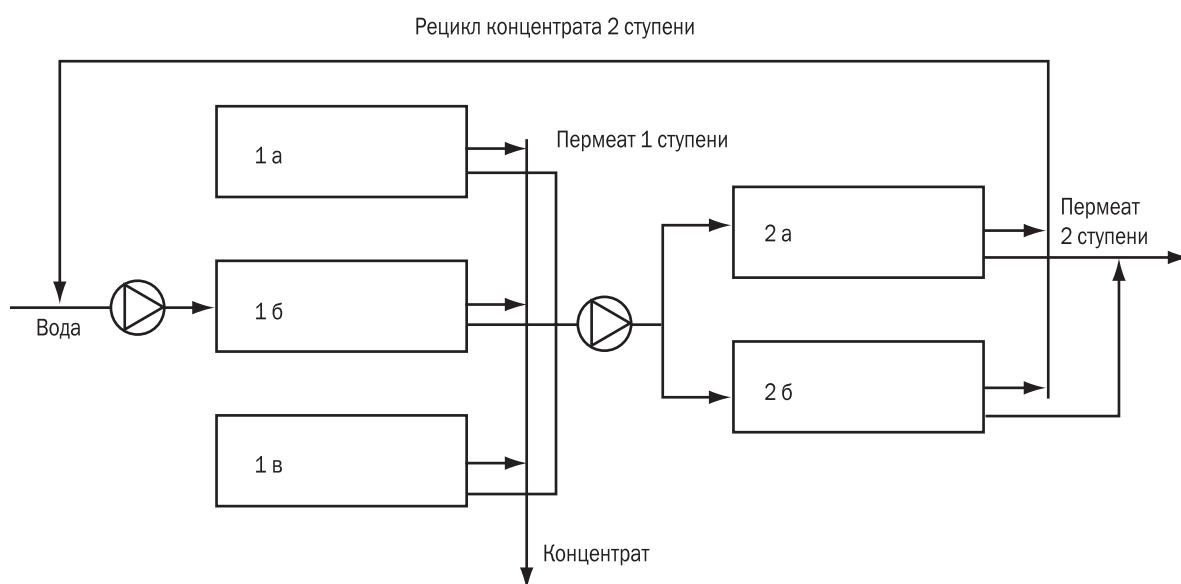 Рецикл концентрата 2 ступени
1 а
Пермеат 1 ступени
2 а
Пермеат
2 ступени
Вода
1 б
2 б
1 в
Концентрат